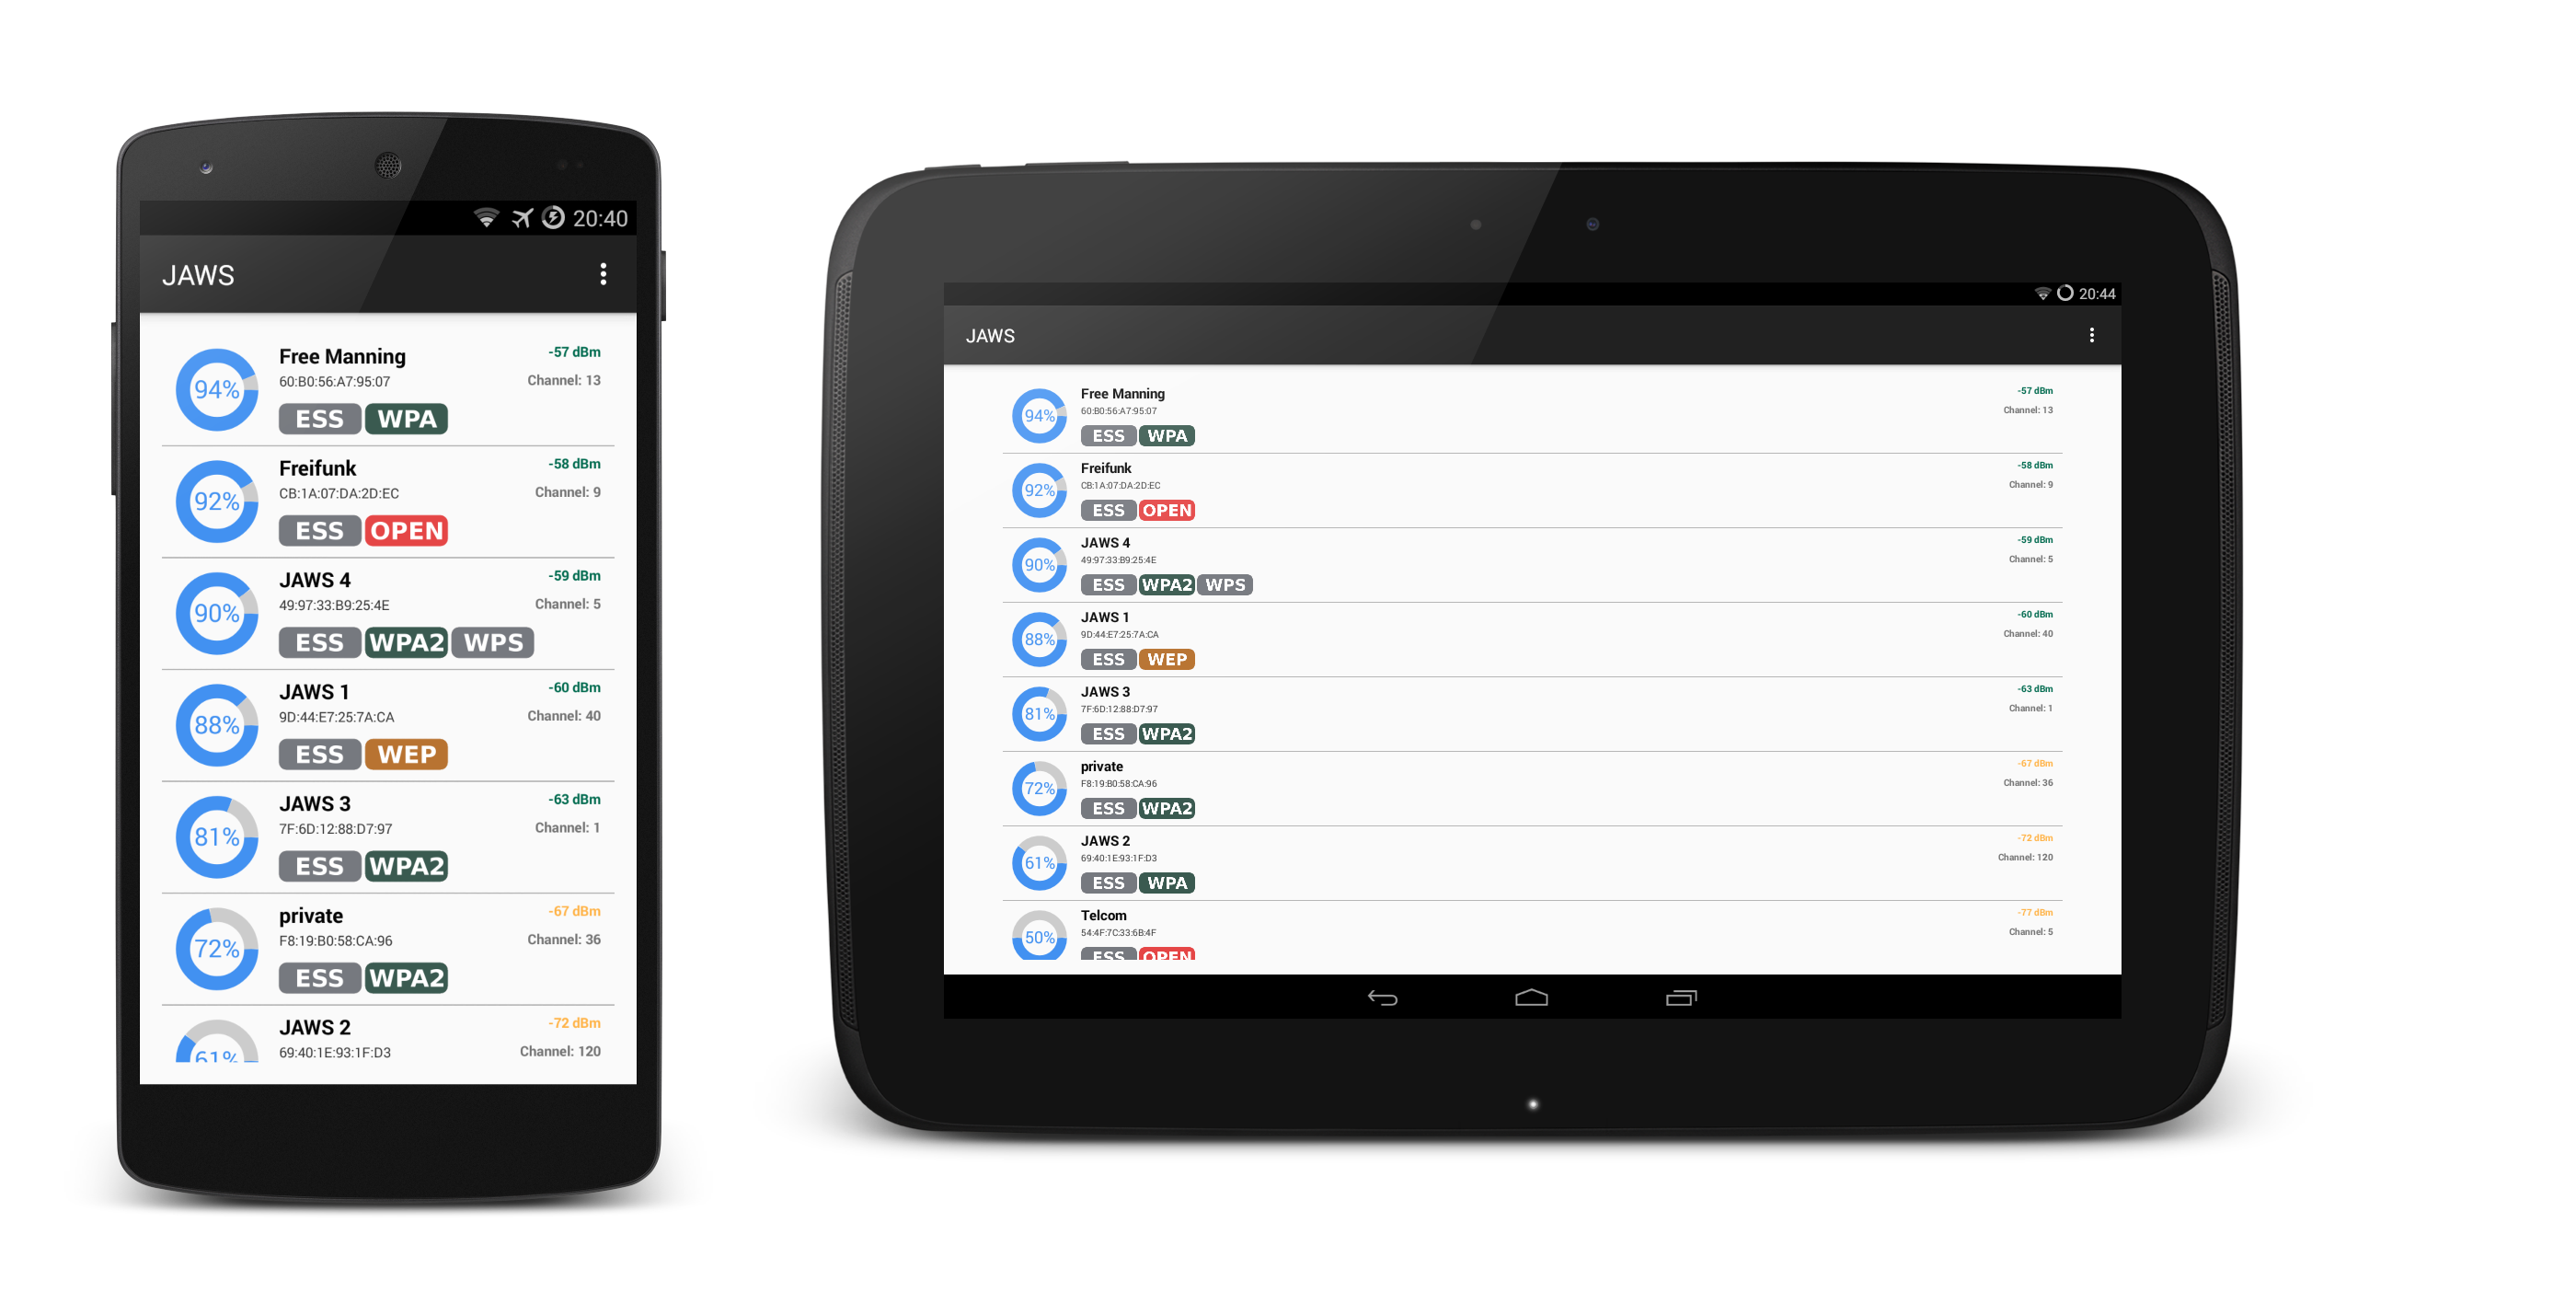 20:40
JAWS
94%
Free Manning
-57 dBm
60:B0:56:A7:95:07
Channel: 13
ESS WPA
92%
Freifunk
-58 dBm
CB:1A:07:DA:2D:EC
Channel: 9
ESS OPEN
90%
JAWS 4
-59 dBm
49:97:33:B9:25:4E
Channel: 5
ESS WPA2 WPS
88%
JAWS 1
-60 dBm
9D:44:E7:25:7A:CA
Channel: 40
ESS WEP
81%
JAWS 3
-63 dBm
7F:6D:12:88:D7:97
Channel: 1
ESS WPA2
72%
private
-67 dBm
F8:19:B0:58:CA:96
Channel: 36
ESS WPA2
61%
JAWS 2
-72 dBm
69:40:1E:93:1F:D3
Channel: 120
20:44
JAWS
94%
Free Manning
-57 dBm
60:B0:56:A7:95:07
Channel: 13
ESS WPA
92%
Freifunk
-58 dBm
CB:1A:07:DA:2D:EC
Channel: 9
ESS OPEN
90%
JAWS 4
-59 dBm
49:97:33:B9:25:4E
Channel: 5
ESS WPA2 WPS
88%
JAWS 1
-60 dBm
9D:44:E7:25:7A:CA
Channel: 40
ESS WEP
81%
JAWS 3
-63 dBm
7F:6D:12:88:D7:97
Channel: 1
ESS WPA2
72%
private
-67 dBm
F8:19:B0:58:CA:96
Channel: 36
ESS WPA2
61%
JAWS 2
-72 dBm
69:40:1E:93:1F:D3
Channel: 120
ESS WPA
50%
Telcom
-77 dBm
54:4F:7C:33:6B:4F
Channel: 5
ESS OPEN